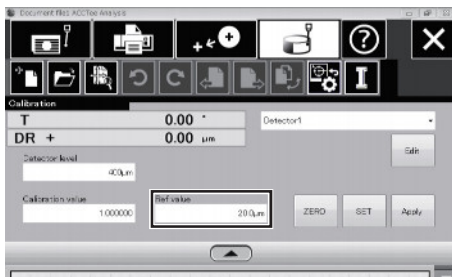 Document files ACCTee Analysis
Calibration
T 0.00 °
Detector1
DR + 0.00 μm
Edit
Detector level
400μm
Calibration value
1.000000
Ref value
20.0μm
ZERO
SET
Apply